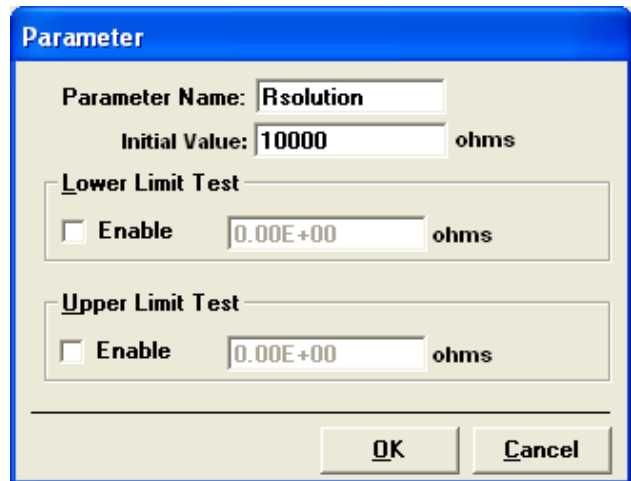 Parameter
Parameter Name: Rsolution
Initial Value: 10000 ohms
Lower Limit Test
Enable 0.00E+00 ohms
Upper Limit Test
Enable 0.00E+00 ohms
OK Cancel